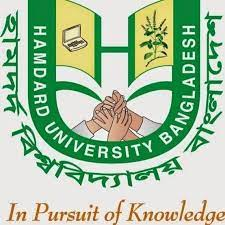 HAMDARD UNIVERSITY BANGLADESH
হামদর্দ বিশ্ববিদ্যালয় বাংলাদেশ
In Pursuit of Knowledge